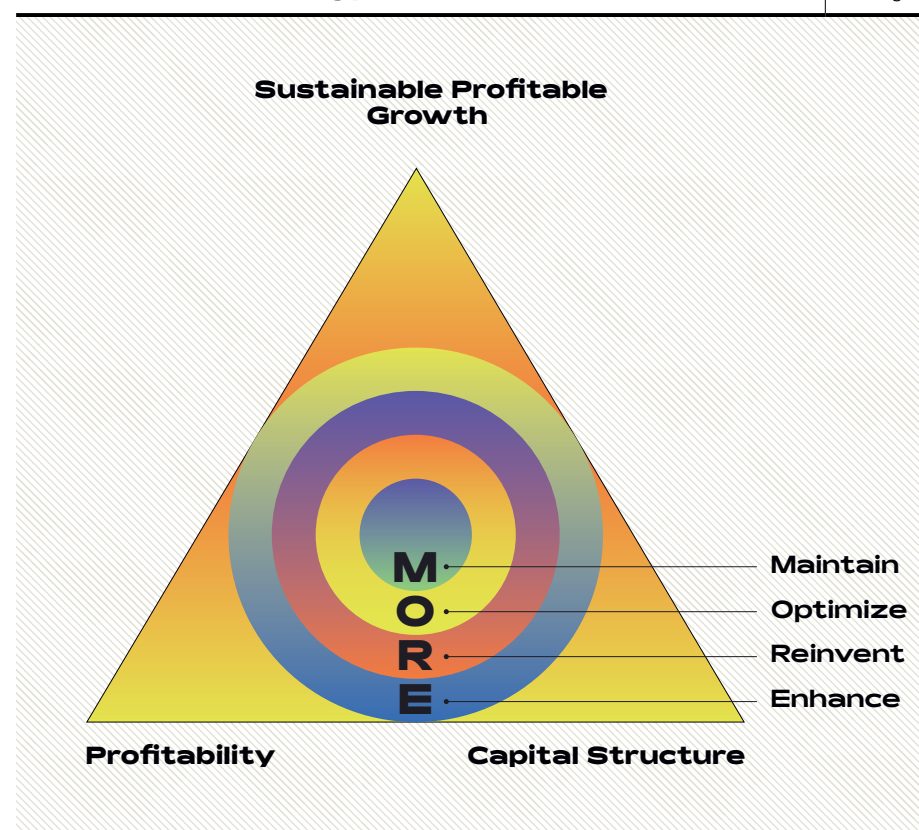 Sustainable Profitable
Growth
M
Maintain
O
Optimize
R
Reinvent
E
Enhance
Profitability
Capital Structure